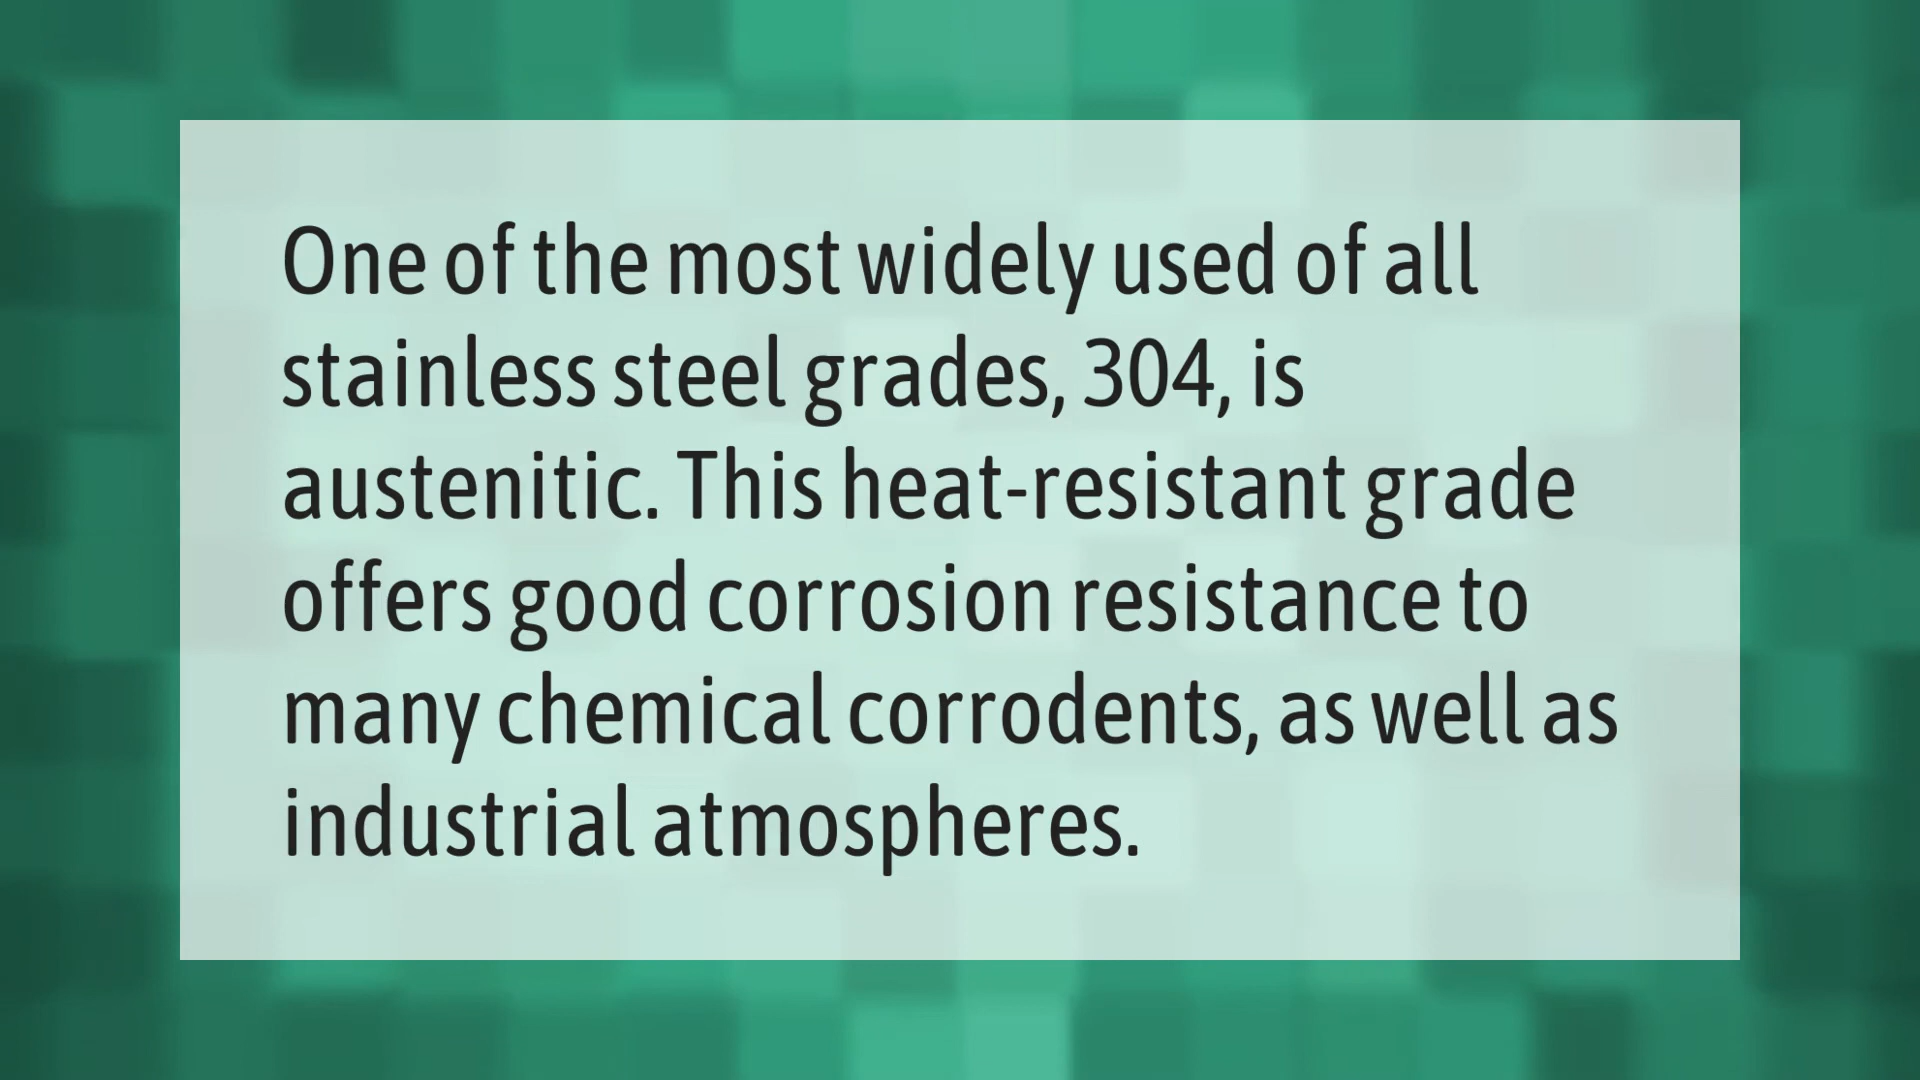 One of the most widely used of all
stainless steel grades, 304, is
austenitic. This heat-resistant grade
offers good corrosion resistance to
many chemical corrodents, as well as
industrial atmospheres.